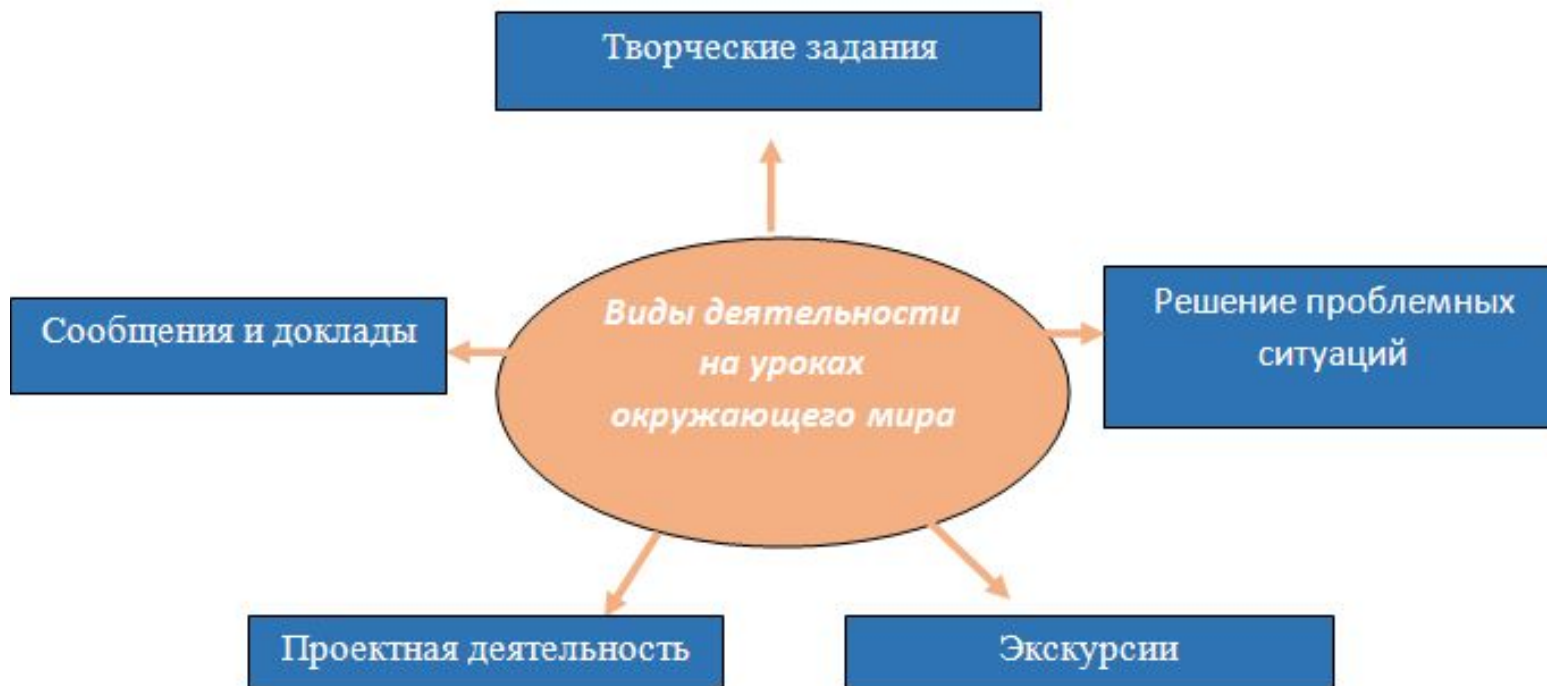 Творческие задания
Виды деятельности
на уроках
окружающего мира
Решение проблемных
ситуаций
Сообщения и доклады
Проектная деятельность
Экскурсии